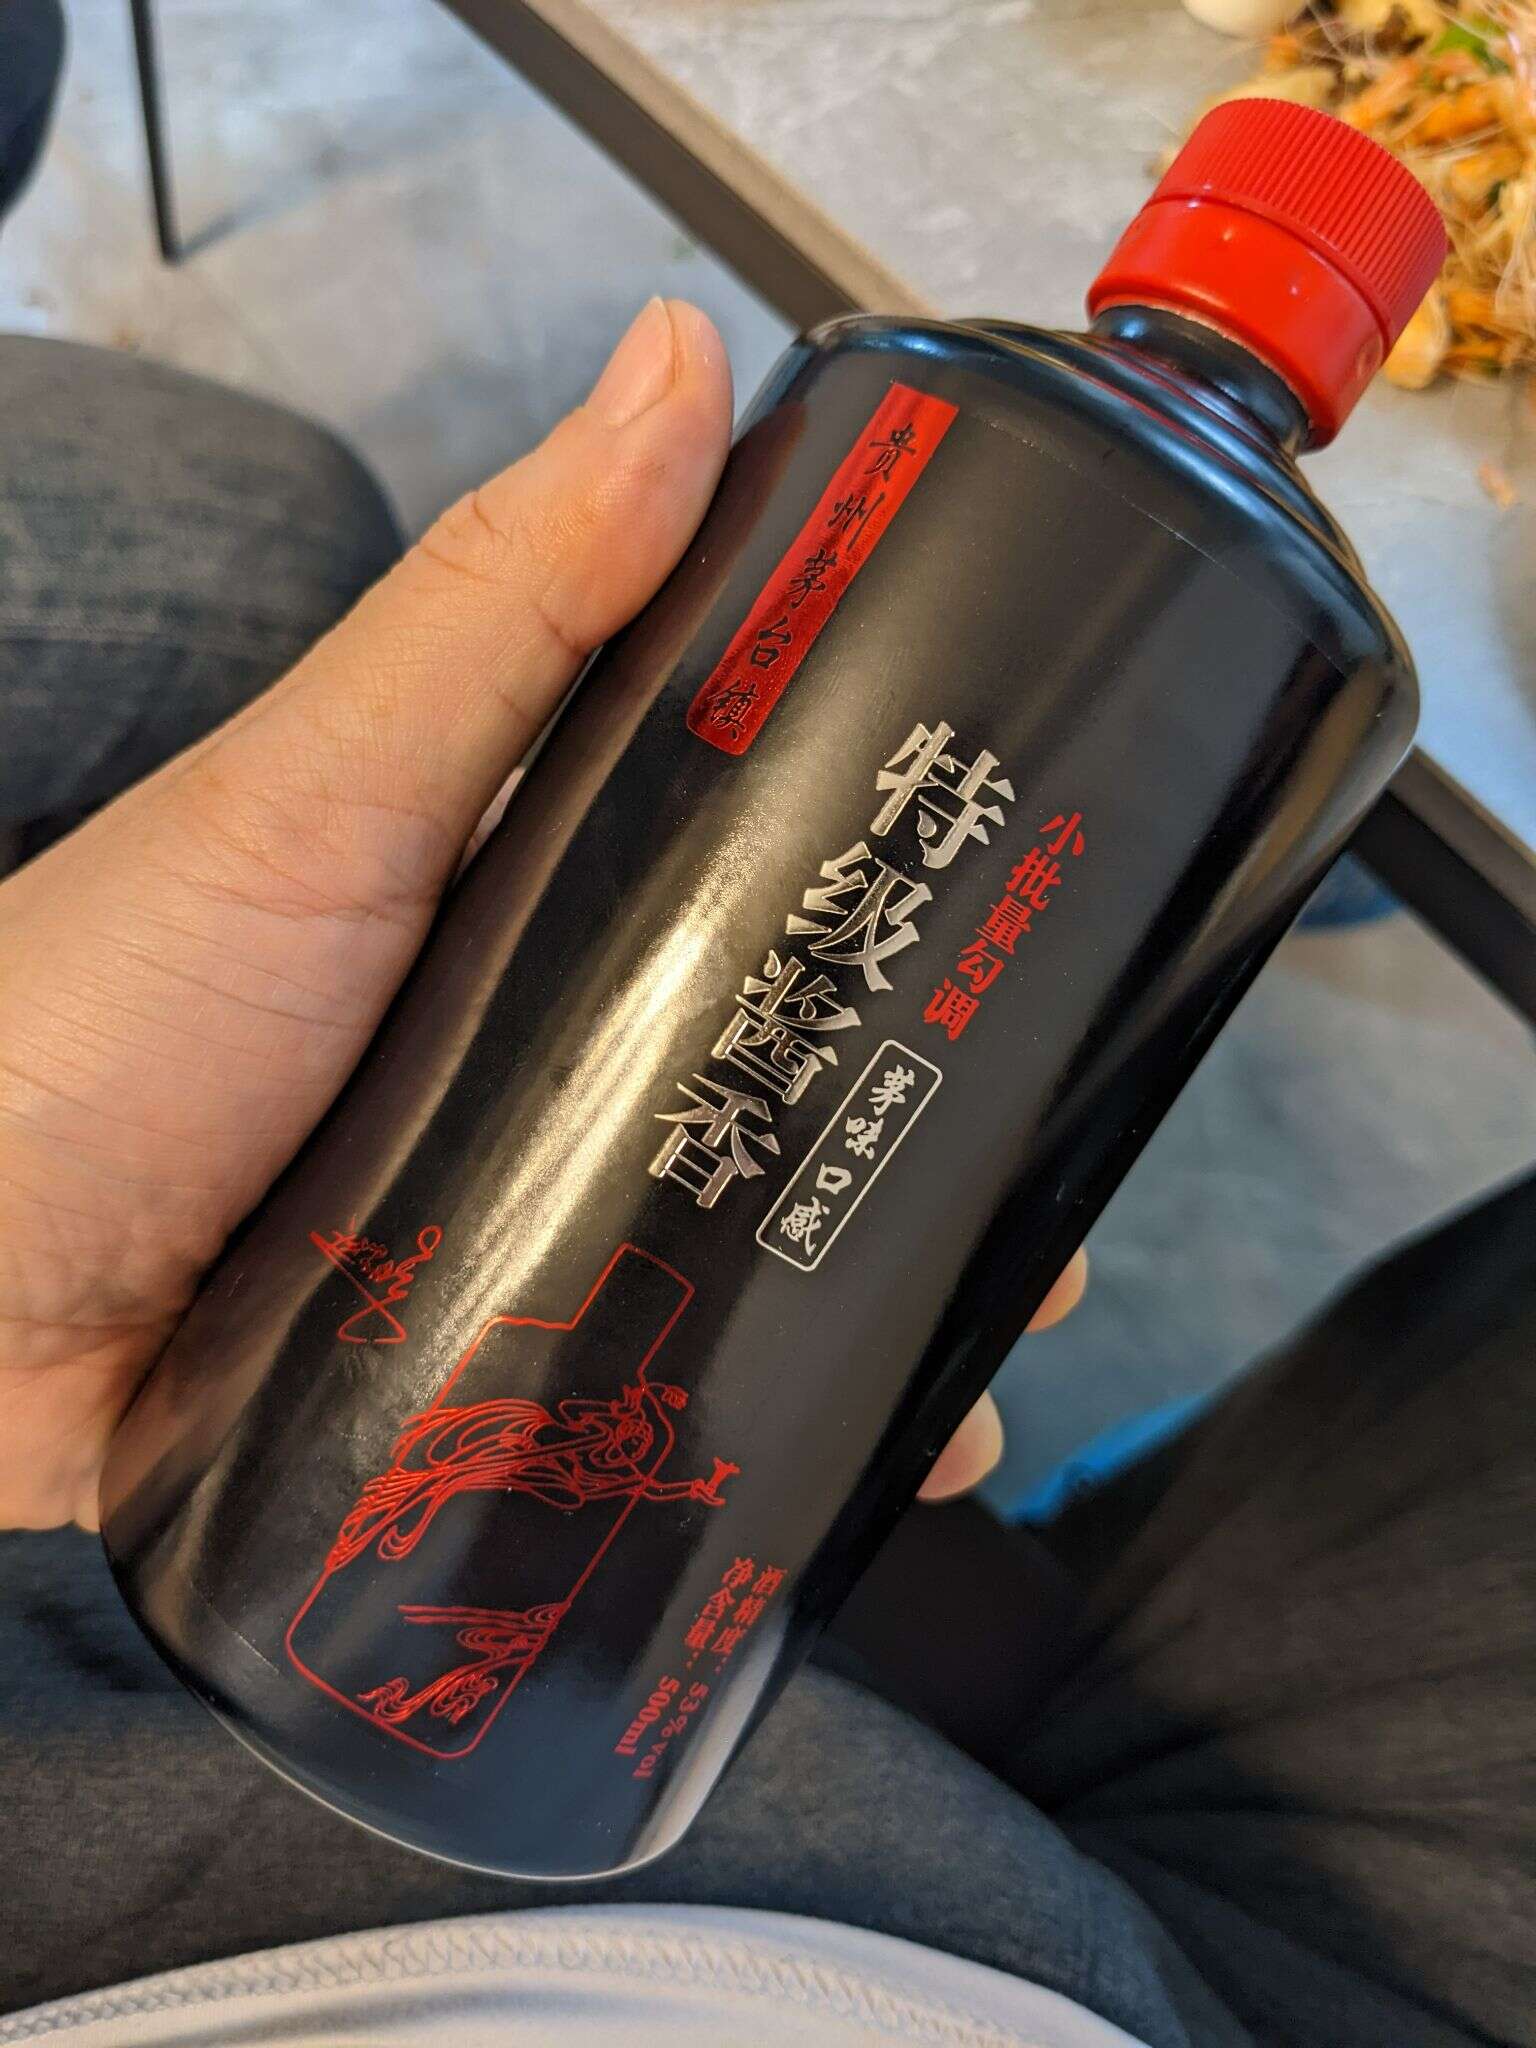 贵州茅台镇
特级酱香
小批量勾调
茅味口感
酒精度：53%vol
净含量：500ml